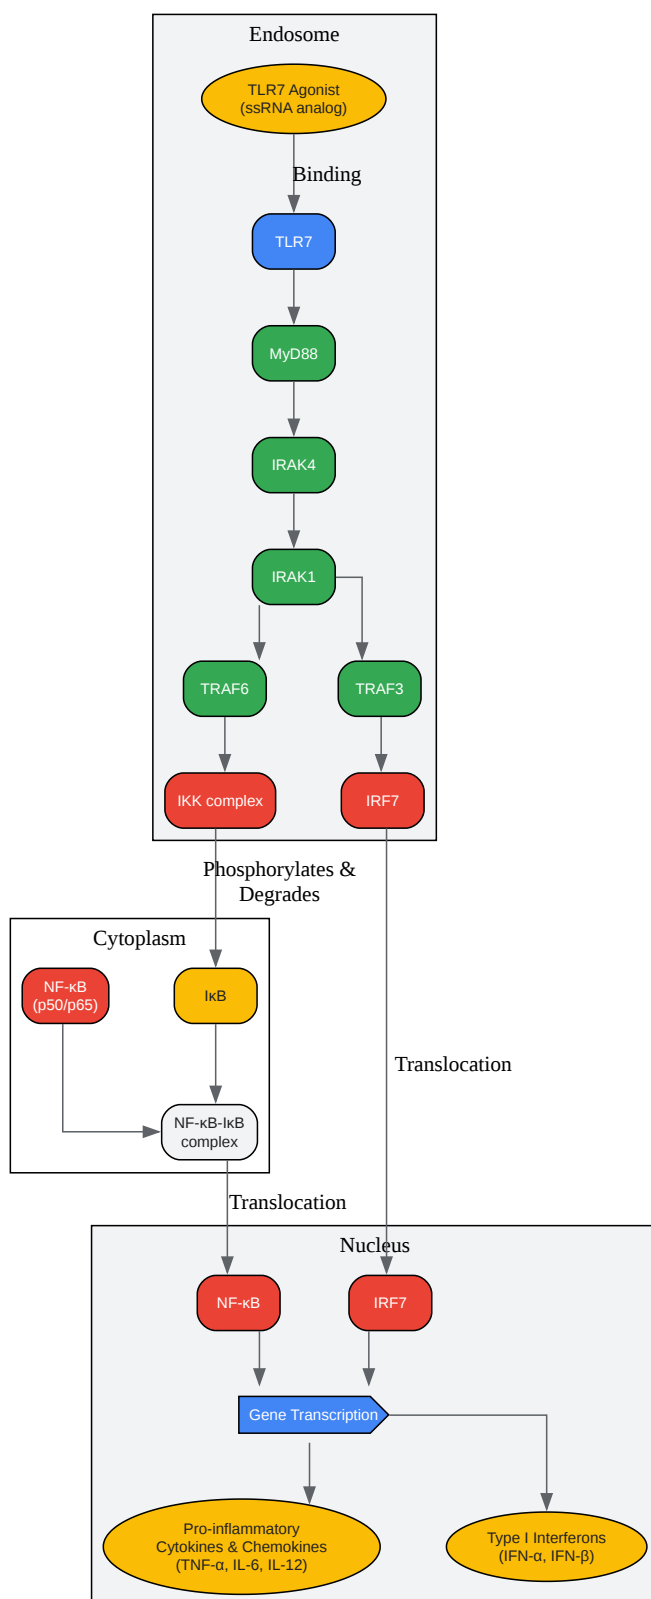 Endosome
TLR7 Agonist
(ssRNA analog)
Binding
TLR7
MyD88
IRAK4
IRAK1
TRAF6
TRAF3
IKK complex
IRF7
Phosphorylates &
Degrades
Cytoplasm
NF-κB
(p50/p65)
IκB
Translocation
NF-κB-IκB
complex
Translocation
Nucleus
NF-κB
IRF7
Gene Transcription
Pro-inflammatory
Cytokines & Chemokines
(TNF-α, IL-6, IL-12)
Type I Interferons
(IFN-α, IFN-β)